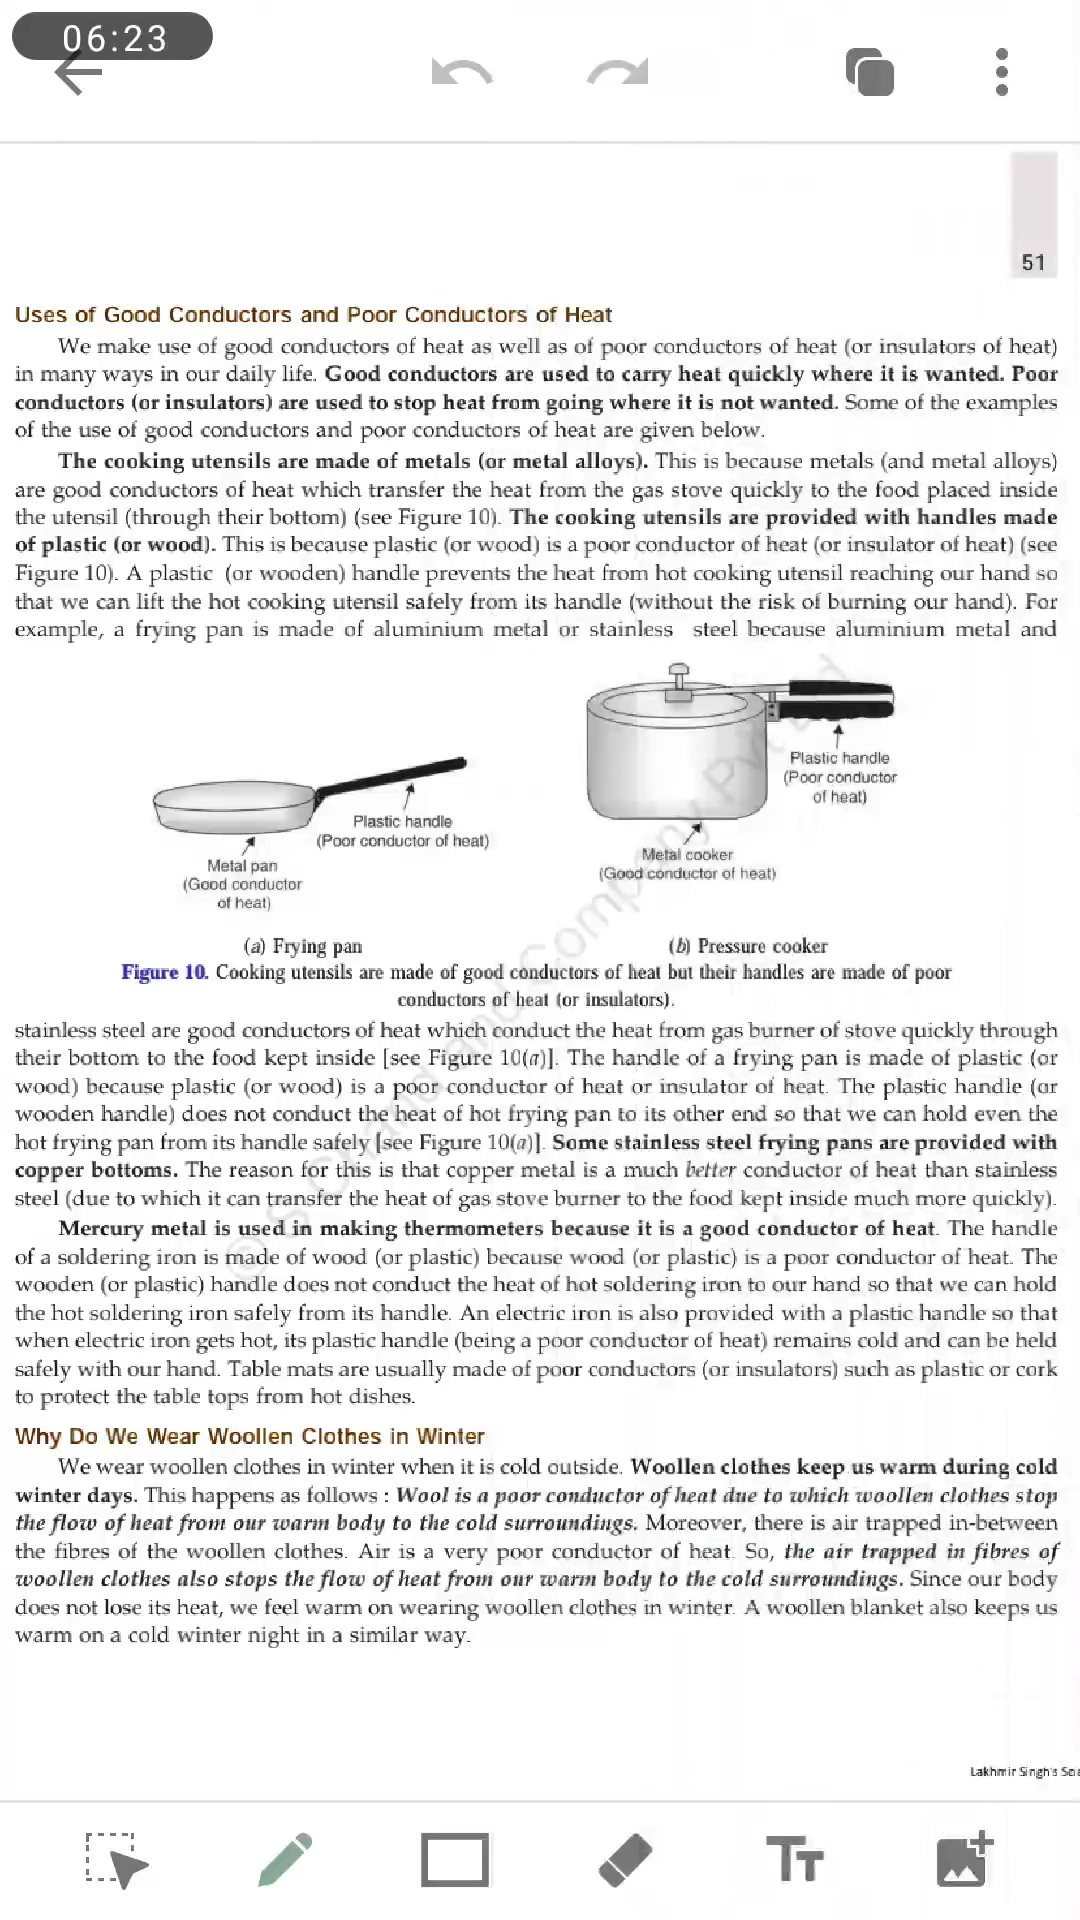 06:23
51
Uses of Good Conductors and Poor Conductors of Heat
We make use of good conductors of heat as well as of poor conductors of heat (or insulators of heat)
in many ways in our daily life. Good conductors are used to carry heat quickly where it is wanted. Poor
conductors (or insulators) are used to stop heat from going where it is not wanted. Some of the examples
of the use of good conductors and poor conductors of heat are given below.
The cooking utensils are made of metals (or metal alloys). This is because metals (and metal alloys)
are good conductors of heat which transfer the heat from the gas stove quickly to the food placed inside
the utensil (through their bottom) (see Figure 10). The cooking utensils are provided with handles made
of plastic (or wood). This is because plastic (or wood) is a poor conductor of heat (or insulator of heat) (see
Figure 10). A plastic (or wooden) handle prevents the heat from hot cooking utensil reaching our hand so
that we can lift the hot cooking utensil safely from its handle (without the risk of burning our hand). For
example, a frying pan is made of aluminium metal or stainless steel because aluminium metal and
Plastic handle
(Poor conductor of heat)
Metal pan
(Good conductor
of heat)
Plastic handle
(Poor conductor
of heat)
Metal cooker
(Good conductor of heat)
(a) Frying pan
(b) Pressure cooker
Figure 10. Cooking utensils are made of good conductors of heat but their handles are made of poor
conductors of heat (or insulators).
stainless steel are good conductors of heat which conduct the heat from gas burner of stove quickly through
their bottom to the food kept inside [see Figure 10(a)]. The handle of a frying pan is made of plastic (or
wood) because plastic (or wood) is a poor conductor of heat or insulator of heat. The plastic handle (or
wooden handle) does not conduct the heat of hot frying pan to its other end so that we can hold even the
hot frying pan from its handle safely [see Figure 10(a)]. Some stainless steel frying pans are provided with
copper bottoms. The reason for this is that copper metal is a much better conductor of heat than stainless
steel (due to which it can transfer the heat of gas stove burner to the food kept inside much more quickly).
Mercury metal is used in making thermometers because it is a good conductor of heat. The handle
of a soldering iron is made of wood (or plastic) because wood (or plastic) is a poor conductor of heat. The
wooden (or plastic) handle does not conduct the heat of hot soldering iron to our hand so that we can hold
the hot soldering iron safely from its handle. An electric iron is also provided with a plastic handle so that
when electric iron gets hot, its plastic handle (being a poor conductor of heat) remains cold and can be held
safely with our hand. Table mats are usually made of poor conductors (or insulators) such as plastic or cork
to protect the table tops from hot dishes.
Why Do We Wear Woollen Clothes in Winter
We wear woollen clothes in winter when it is cold outside. Woollen clothes keep us warm during cold
winter days. This happens as follows : Wool is a poor conductor of heat due to which woollen clothes stop
the flow of heat from our warm body to the cold surroundings. Moreover, there is air trapped in-between
the fibres of the woollen clothes. Air is a very poor conductor of heat. So, the air trapped in fibres of
woollen clothes also stops the flow of heat from our warm body to the cold surroundings. Since our body
does not lose its heat, we feel warm on wearing woollen clothes in winter. A woollen blanket also keeps us
warm on a cold winter night in a similar way.
© S Chand and Company Pvt Ltd
Lakhmir Singh's
TT